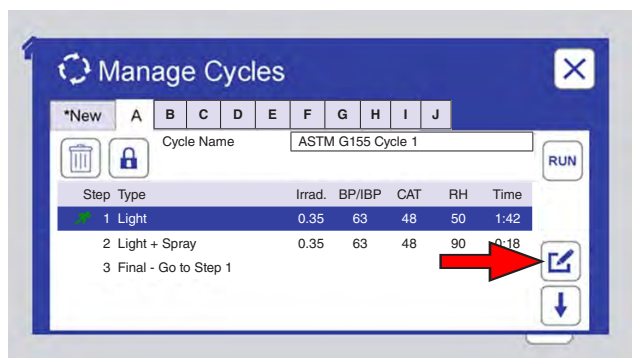 Manage Cycles
*New A B C D E F G H I J
Cycle Name ASTM G155 Cycle 1
RUN
Step Type Irrad. BP/IBP CAT RH Time
1 Light 0.35 63 48 50 1:42
2 Light + Spray 0.35 63 48 90 0:18
3 Final - Go to Step 1